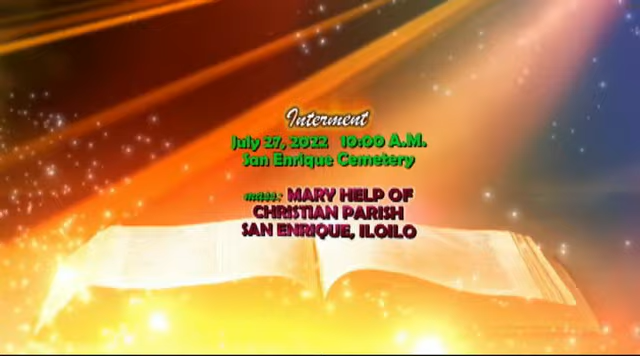 Interment
July 27, 2022 10:00 A.M.
San Enrique Cemetery
mass: MARY HELP OF
CHRISTIAN PARISH
SAN ENRIQUE, ILOILO